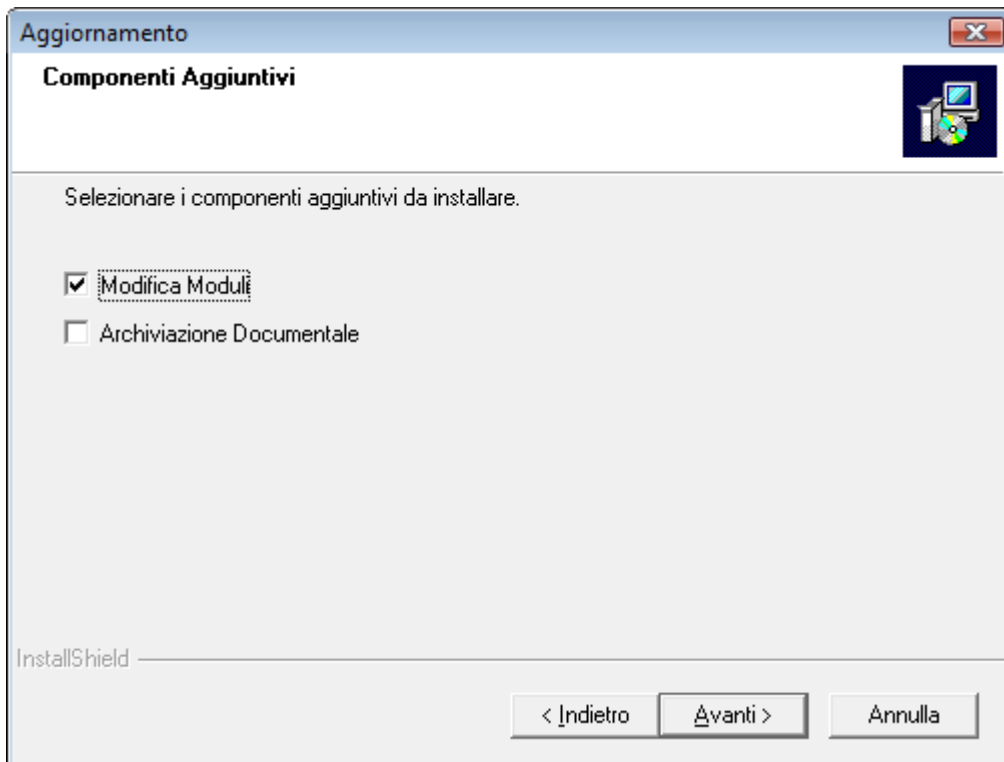 Aggiornamento
Componenti Aggiuntivi
Selezionare i componenti aggiuntivi da installare.
Modifica Moduli
Archiviazione Documentale
InstallShield
< Indietro
Avanti >
Annulla